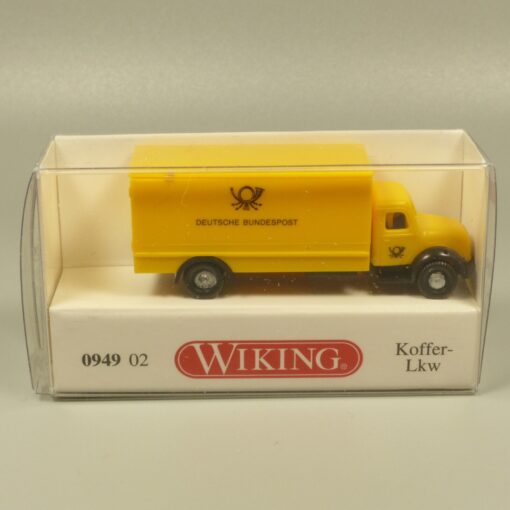 DEUTSCHE BUNDESPOST
0949 02
WIKING®
Koffer-
Lkw